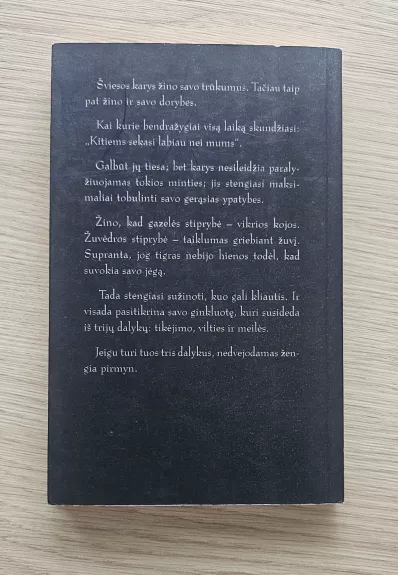 Šviesos karys žino savo trūkumus. Tačiau taip
pat žino ir savo dorybes.
Kai kurie bendražygiai visą laiką skundžiasi:
„Kitiems sekasi labiau nei mums“.
Galbūt jų tiesa; bet karys nesileidžia paraly-
žiuojamas tokios minties; jis stengiasi maksi-
maliai tobulinti savo gerąsias ypatybes.
Žino, kad gazelės stiprybė – vikrios kojos.
Žuvėdros stiprybė – taiklumas griebiant žuvį.
Supranta, jog tigras nebijo hienos todėl, kad
suvokia savo jėgą.
Tada stengiasi sužinoti, kuo gali kliautis. Ir
visada pasitikrina savo ginkluotę, kuri susideda
iš trijų dalykų: tikėjimo, vilties ir meilės.
Jeigu turi tuos tris dalykus, nedvejodamas žen-
gia pirmyn.